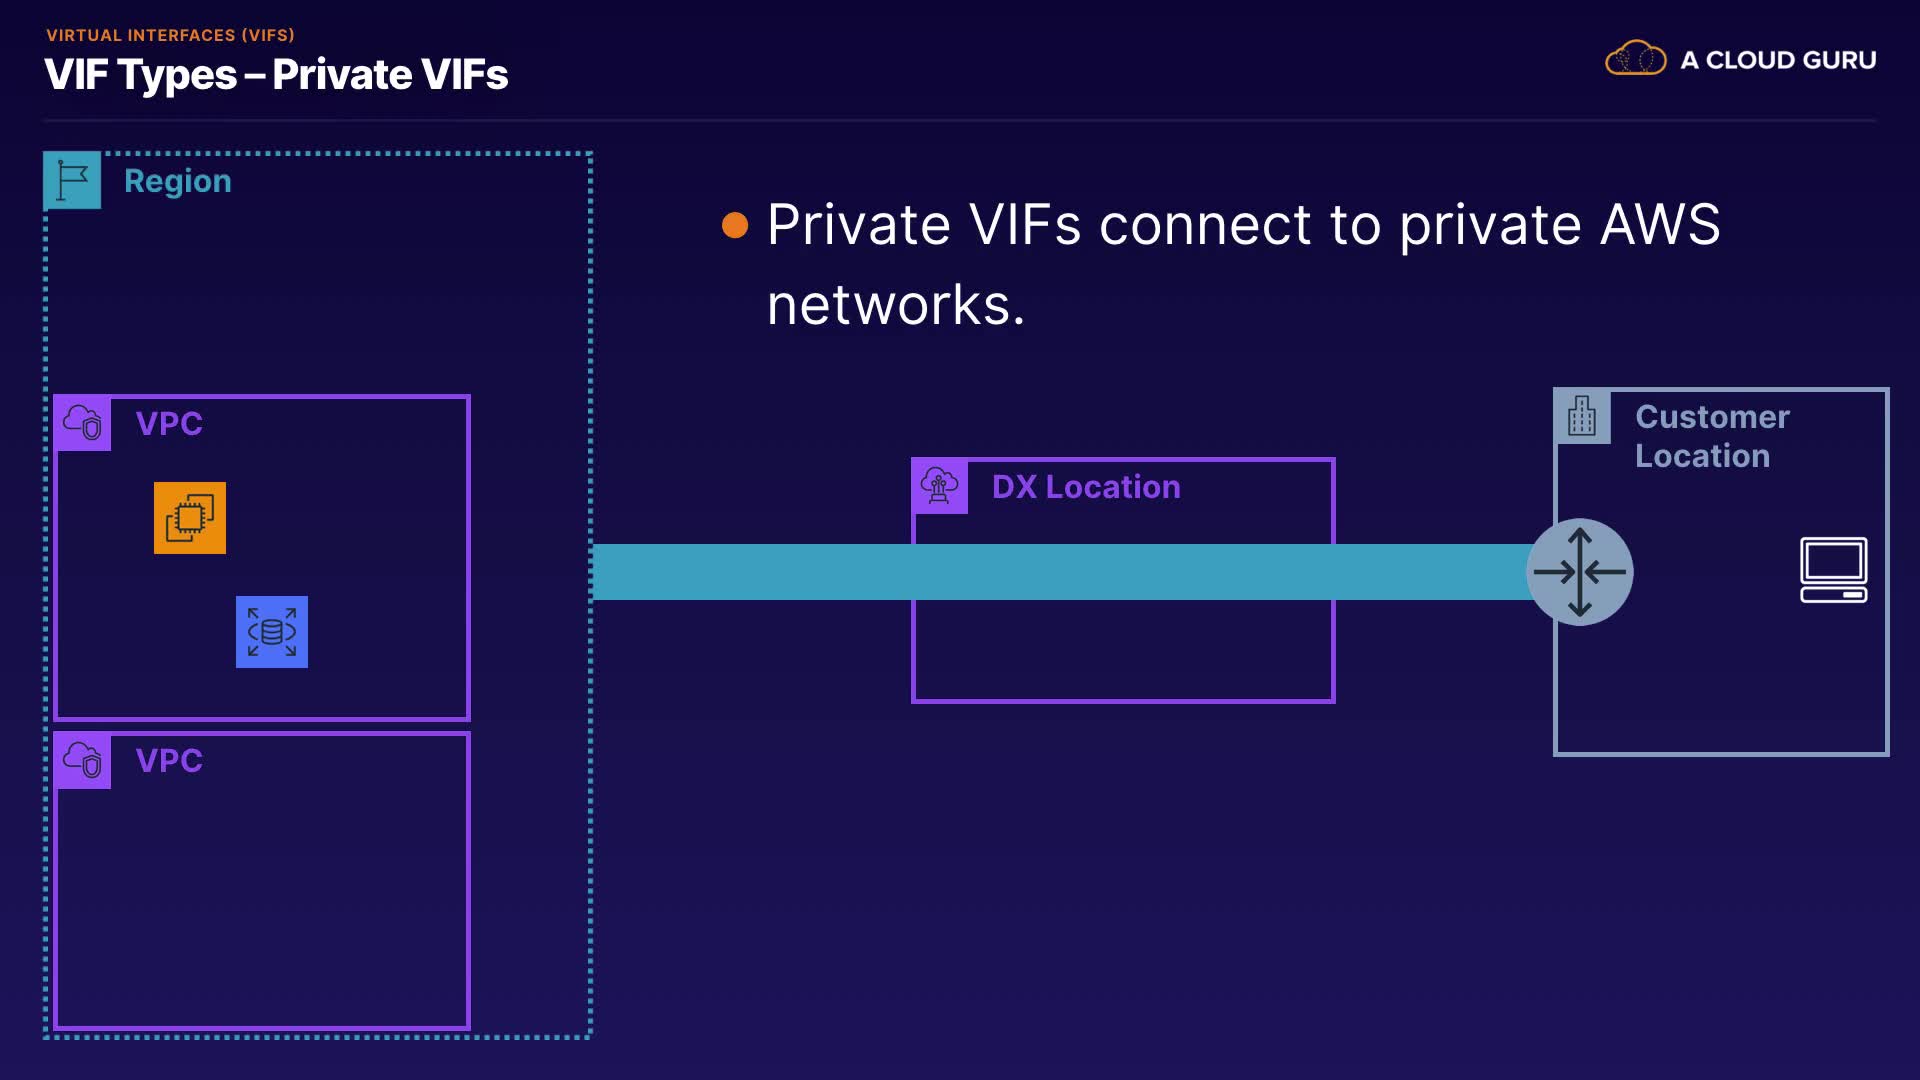 VIRTUAL INTERFACES (VIFS)
VIF Types – Private VIFs
A CLOUD GURU
Region
Private VIFs connect to private AWS
networks.
VPC
DX Location
Customer
Location
VPC